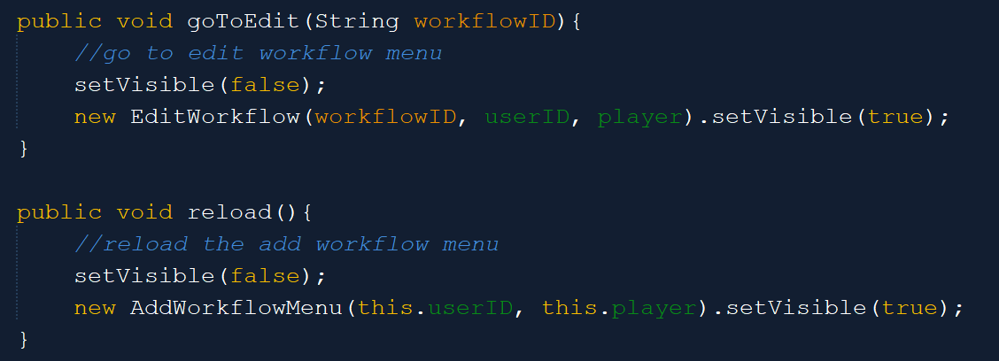 public void goToEdit(String workflowID){
//go to edit workflow menu
setVisible(false);
new EditWorkflow(workflowID, userID, player).setVisible(true);
}
public void reload(){
//reload the add workflow menu
setVisible(false);
new AddWorkflowMenu(this.userID, this.player).setVisible(true);
}